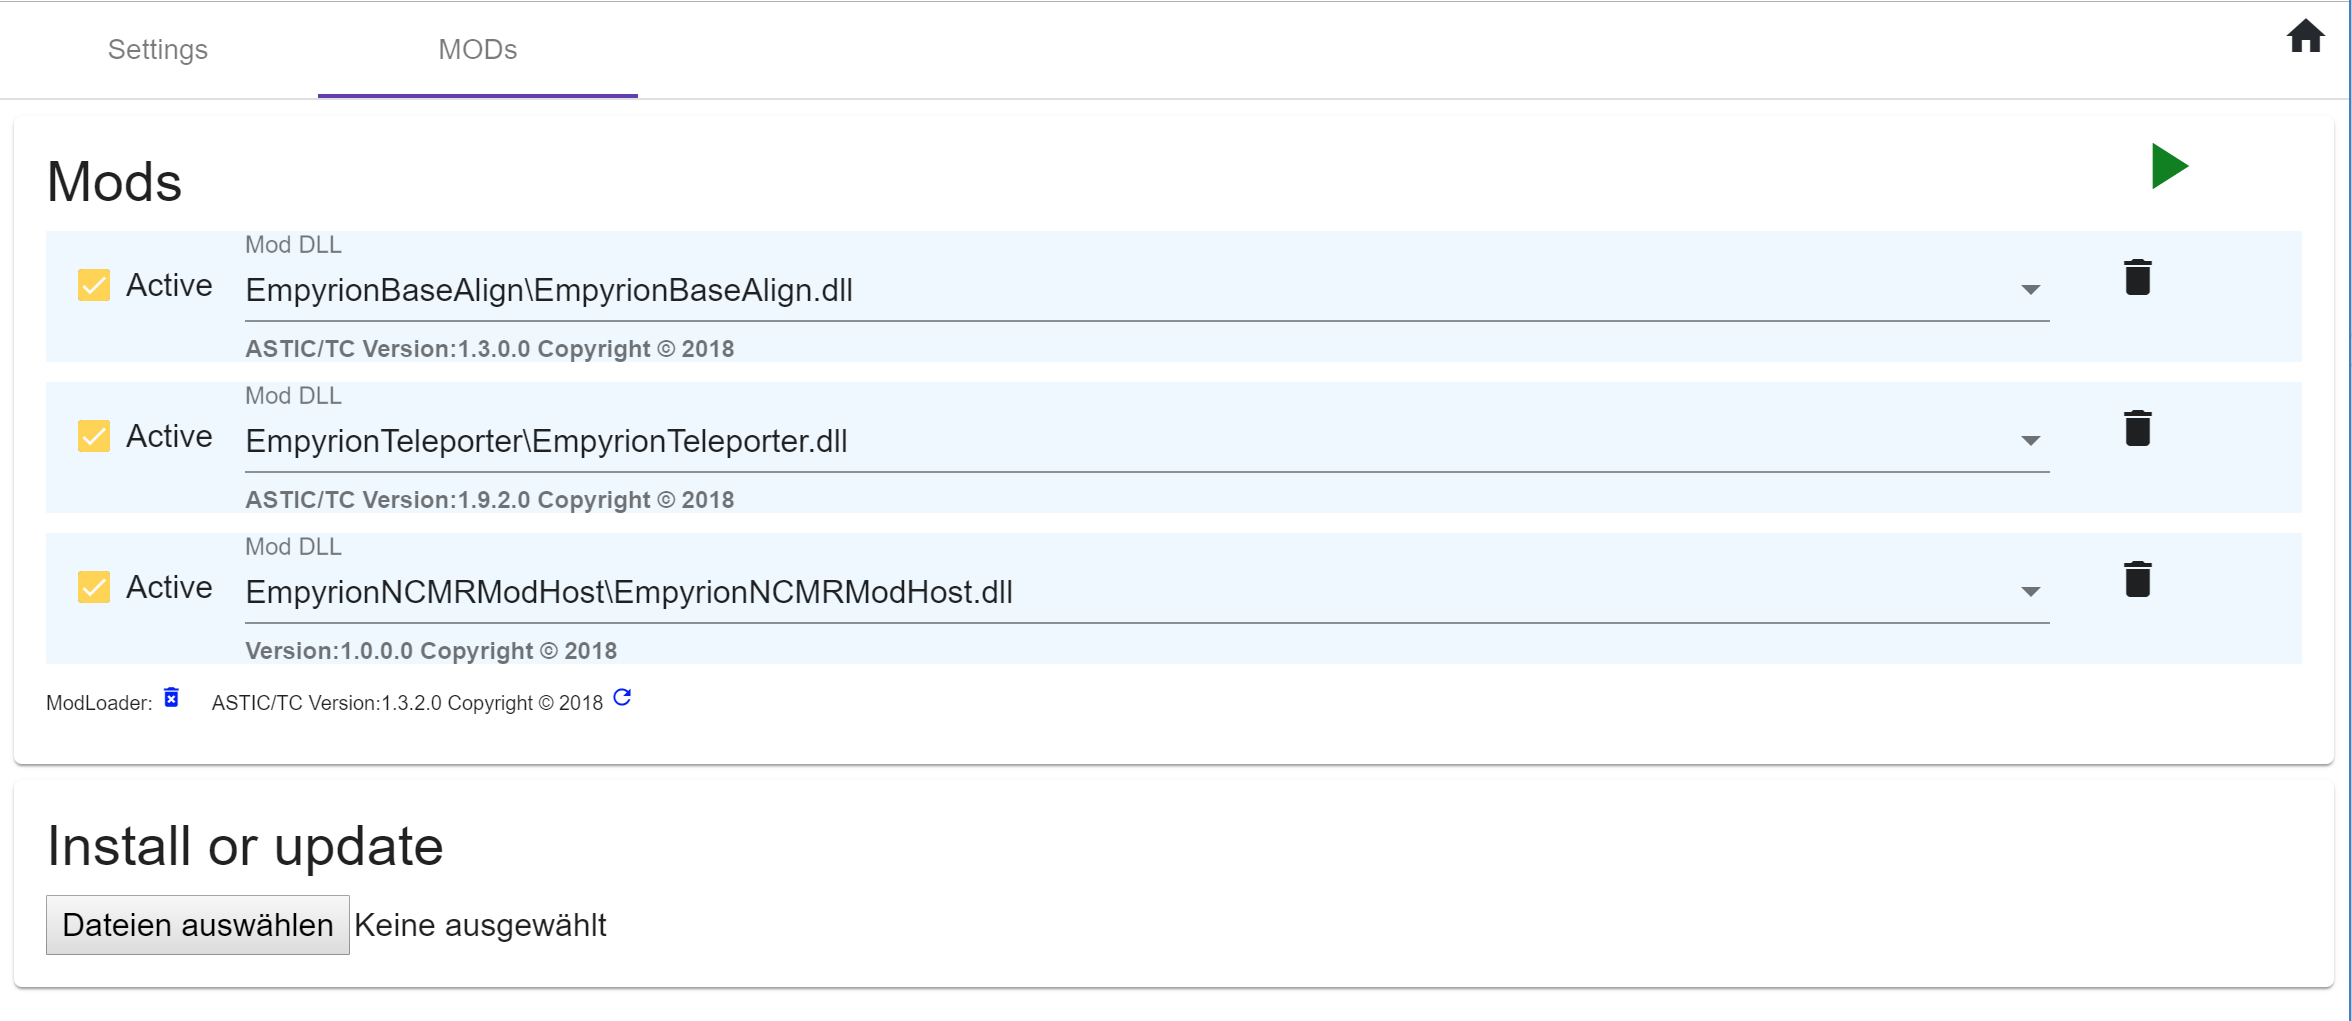 Settings MODs
Mods
Mod DLL
Active EmpyrionBaseAlign\EmpyrionBaseAlign.dll
ASTIC/TC Version:1.3.0.0 Copyright © 2018
Mod DLL
Active EmpyrionTeleporter\EmpyrionTeleporter.dll
ASTIC/TC Version:1.9.2.0 Copyright © 2018
Mod DLL
Active EmpyrionNCMRModHost\EmpyrionNCMRModHost.dll
Version:1.0.0.0 Copyright © 2018
ModLoader: ASTIC/TC Version:1.3.2.0 Copyright © 2018
Install or update
Dateien auswählen Keine ausgewählt